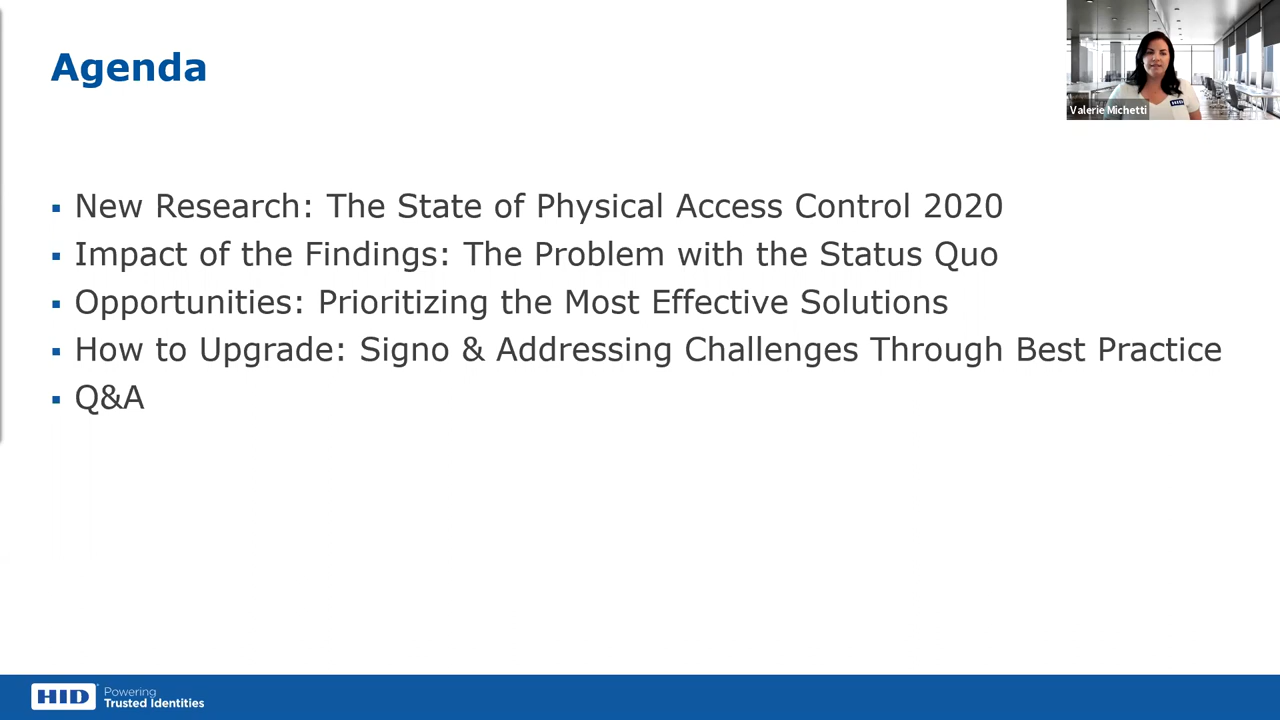 Agenda
Valerie Michetti
HID
▪ New Research: The State of Physical Access Control 2020
▪ Impact of the Findings: The Problem with the Status Quo
▪ Opportunities: Prioritizing the Most Effective Solutions
▪ How to Upgrade: Signo & Addressing Challenges Through Best Practice
▪ Q&A
HID
Powering
Trusted Identities